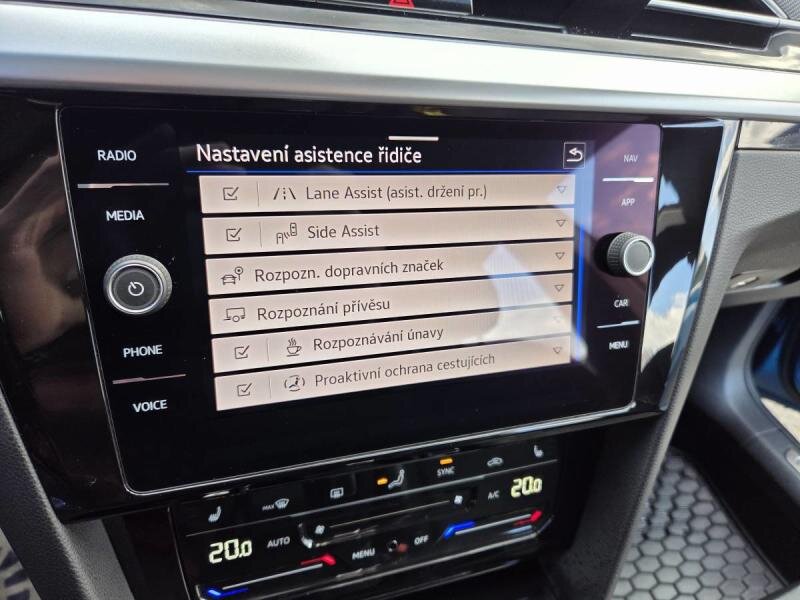 RADIO
MEDIA
PHONE
VOICE
Nastavení asistence řidiče
Lane Assist (asist. držení pr.)
Side Assist
Rozpozn. dopravních značek
Rozpoznání přívěsu
Rozpoznávání únavy
Proaktivní ochrana cestujících
NAV
APP
CAR
MENU
MAX
SYNC
A/C
20.0
20.0
AUTO
MENU
OFF